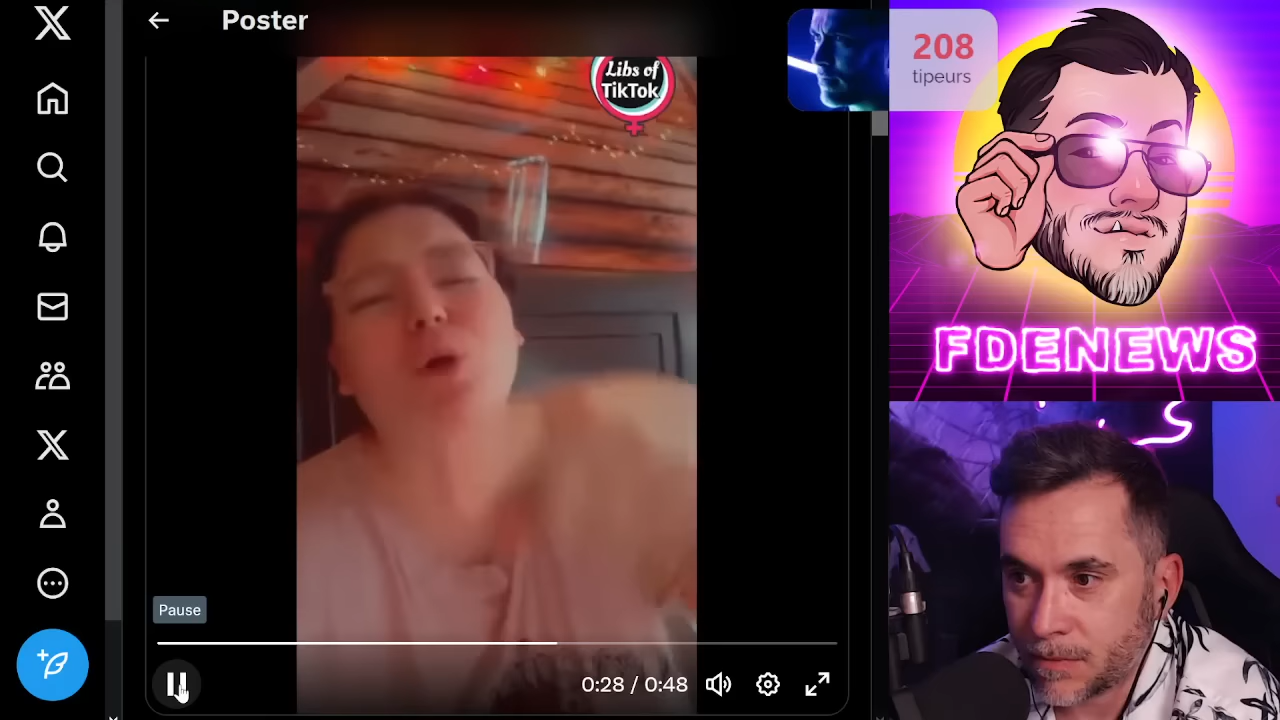 Poster
Libs of
TikTok
208
tipeurs
FDENEWS
Pause
0:28 / 0:48